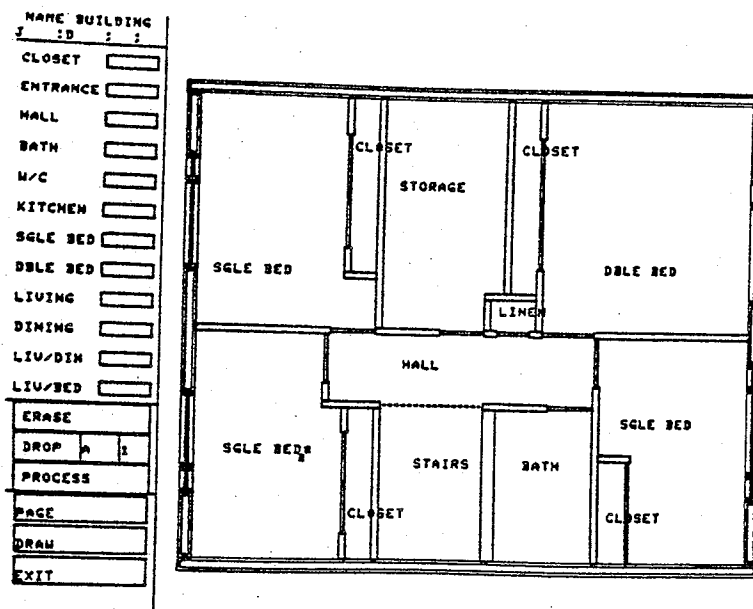 NAME BUILDING
J :D : :
CLOSET
ENTRANCE
HALL
BATH
W/C
KITCHEN
SGLE BED
DBLE BED
LIVING
DINING
LIV/DIN
LIV/BED
ERASE
DROP A 1
PROCESS
PAGE
DRAW
EXIT
CLOSET
CLOSET
STORAGE
SGLE BED
DBLE BED
LINEN
HALL
SGLE BED
SGLE BED
STAIRS
BATH
CLOSET
CLOSET